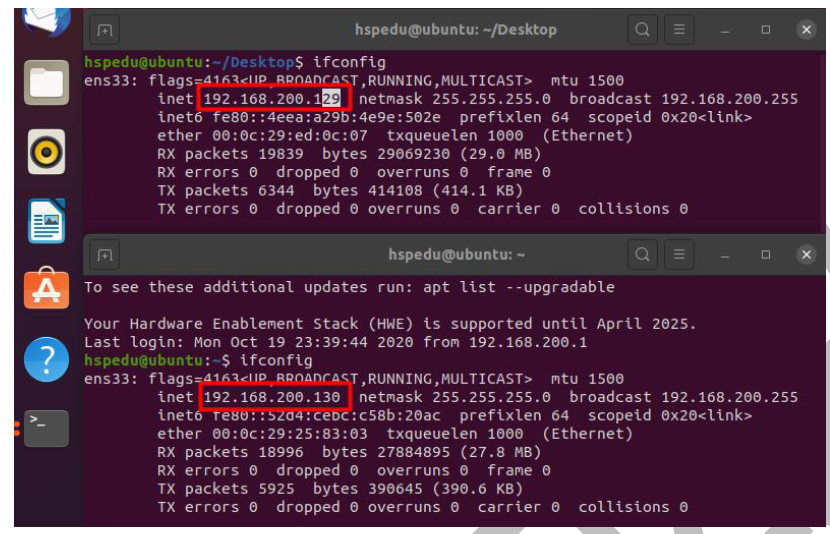 hspedu@ubuntu: ~/Desktop
hspedu@ubuntu:~/Desktop$ ifconfig
ens33: flags=4163<UP,BROADCAST,RUNNING,MULTICAST>  mtu 1500
inet 192.168.200.129  netmask 255.255.255.0  broadcast 192.168.200.255
inet6 fe80::4eea:a29b:4e9e:502e  prefixlen 64  scopeid 0x20<link>
ether 00:0c:29:ed:0c:07  txqueuelen 1000  (Ethernet)
RX packets 19839  bytes 29069230 (29.0 MB)
RX errors 0  dropped 0  overruns 0  frame 0
TX packets 6344  bytes 414108 (414.1 KB)
TX errors 0  dropped 0 overruns 0  carrier 0  collisions 0
hspedu@ubuntu: ~
To see these additional updates run: apt list --upgradable
Your Hardware Enablement Stack (HWE) is supported until April 2025.
Last login: Mon Oct 19 23:39:44 2020 from 192.168.200.1
hspedu@ubuntu:~$ ifconfig
ens33: flags=4163<UP,BROADCAST,RUNNING,MULTICAST>  mtu 1500
inet 192.168.200.130  netmask 255.255.255.0  broadcast 192.168.200.255
inet6 fe80::52d4:cebc:c58b:20ac  prefixlen 64  scopeid 0x20<link>
ether 00:0c:29:25:83:03  txqueuelen 1000  (Ethernet)
RX packets 18996  bytes 27884895 (27.8 MB)
RX errors 0  dropped 0  overruns 0  frame 0
TX packets 5925  bytes 390645 (390.6 KB)
TX errors 0  dropped 0 overruns 0  carrier 0  collisions 0